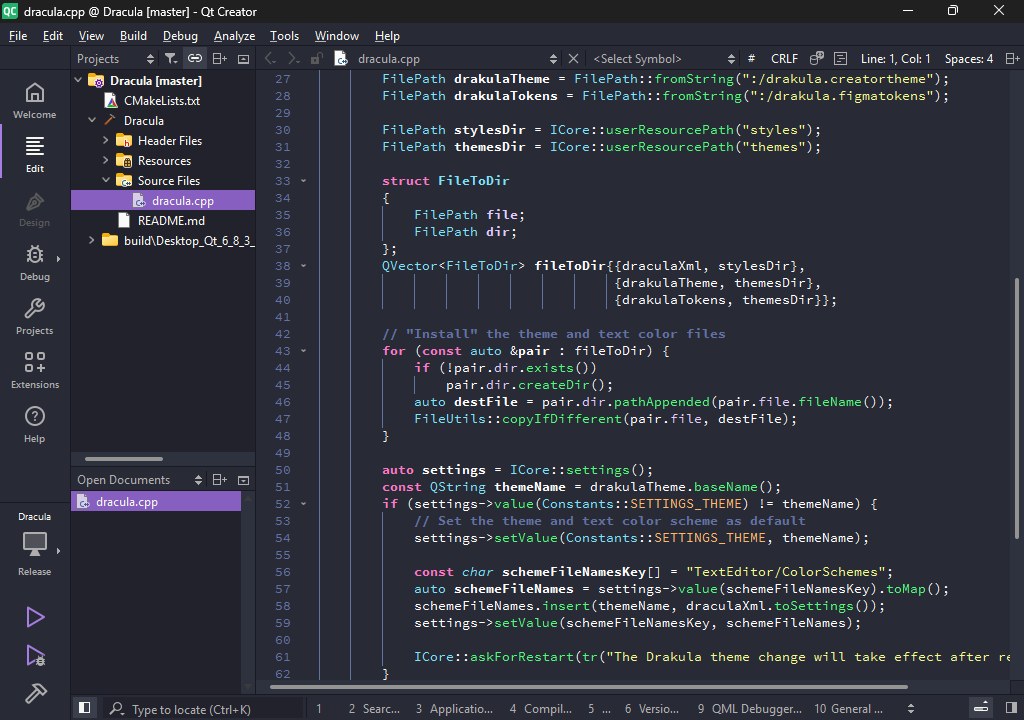 QC dracula.cpp @ Dracula [master] - Qt Creator
File Edit View Build Debug Analyze Tools Window Help
Projects
dracula.cpp
<Select Symbol>
# CRLF Line: 1, Col: 1 Spaces: 4
Welcome
Edit
Design
Debug
Projects
Extensions
Help
Dracula
Release
Dracula [master]
CMakeLists.txt
Dracula
Header Files
Resources
Source Files
dracula.cpp
README.md
build\Desktop_Qt_6_8_3_
Open Documents
dracula.cpp
27 FilePath drakulaTheme = FilePath::fromString(":/drakula.creatortheme");
28 FilePath drakulaTokens = FilePath::fromString(":/drakula.figmatokens");
29
30 FilePath stylesDir = ICore::userResourcePath("styles");
31 FilePath themesDir = ICore::userResourcePath("themes");
32
33 struct FileToDir
34 {
35 FilePath file;
36 FilePath dir;
37 };
38 QVector<FileToDir> fileToDir{{draculaXml, stylesDir},
39 {drakulaTheme, themesDir},
40 {drakulaTokens, themesDir}};
41
42 // "Install" the theme and text color files
43 for (const auto &pair : fileToDir) {
44 if (!pair.dir.exists())
45 pair.dir.createDir();
46 auto destFile = pair.dir.pathAppended(pair.file.fileName());
47 FileUtils::copyIfDifferent(pair.file, destFile);
48 }
49
50 auto settings = ICore::settings();
51 const QString themeName = drakulaTheme.baseName();
52 if (settings->value(Constants::SETTINGS_THEME) != themeName) {
53 // Set the theme and text color scheme as default
54 settings->setValue(Constants::SETTINGS_THEME, themeName);
55
56 const char schemeFileNamesKey[] = "TextEditor/ColorSchemes";
57 auto schemeFileNames = settings->value(schemeFileNamesKey).toMap();
58 schemeFileNames.insert(themeName, draculaXml.toSettings());
59 settings->setValue(schemeFileNamesKey, schemeFileNames);
60
61 ICore::askForRestart(tr("The Drakula theme change will take effect after re
62 }
Type to locate (Ctrl+K) 1 2 Searc... 3 Applicatio... 4 Compil... 5 ... 6 Versio... 9 QML Debugger... 10 General ...